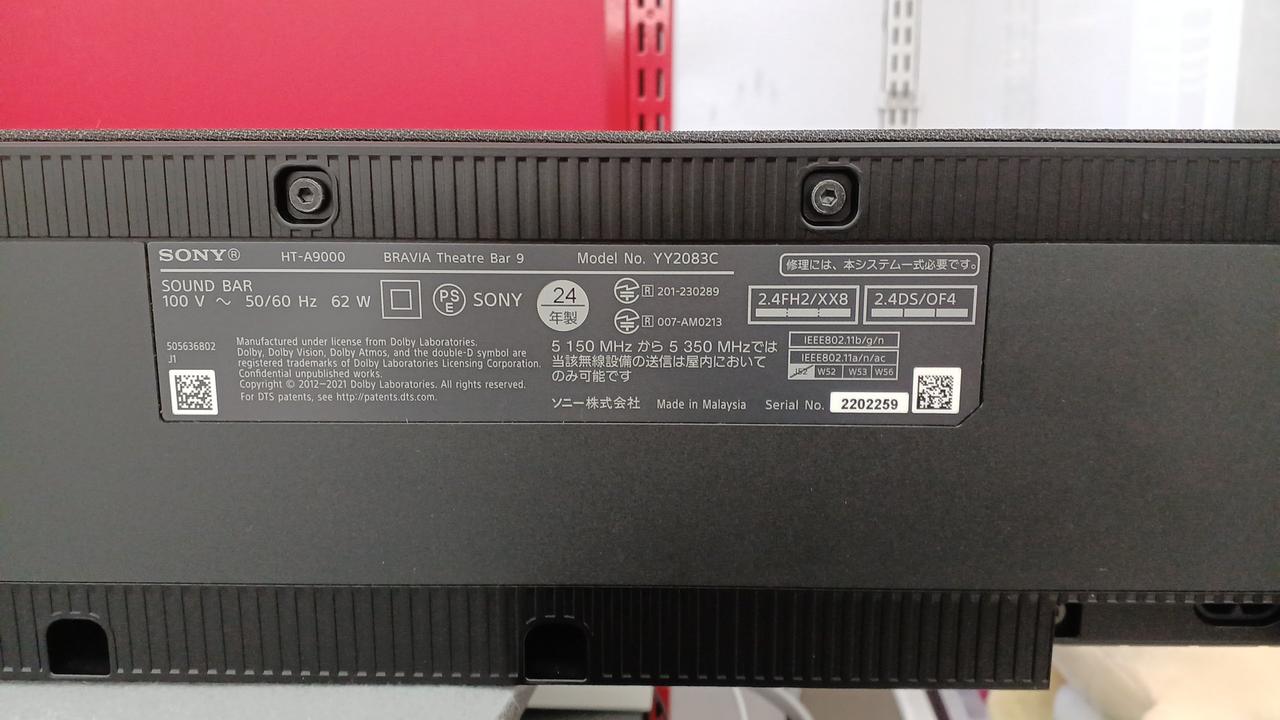 SONY® HT-A9000 BRAVIA Theatre Bar 9 Model No. YY2083C
修理には、本システム一式必要です。
SOUND BAR
100 V ～ 50/60 Hz 62 W
PS
E
SONY
24
年製
R 201-230289
R 007-AM0213
2.4FH2/XX8
2.4DS/OF4
505636802
J1
Manufactured under license from Dolby Laboratories.
Dolby, Dolby Vision, Dolby Atmos, and the double-D symbol are
registered trademarks of Dolby Laboratories Licensing Corporation.
Confidential unpublished works.
Copyright © 2012–2021 Dolby Laboratories. All rights reserved.
For DTS patents, see http://patents.dts.com.
5 150 MHz から 5 350 MHzでは
当該無線設備の送信は屋内において
のみ可能です
IEEE802.11b/g/n
IEEE802.11a/n/ac
J52 W52 W53 W56
ソニー株式会社 Made in Malaysia Serial No. 2202259